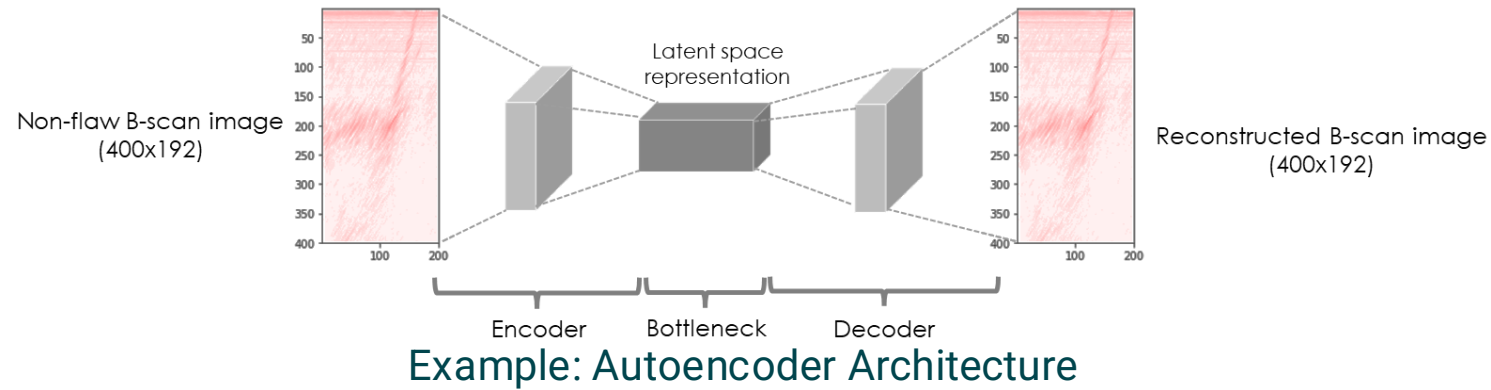 Non-flaw B-scan image
(400x192)
50
100
150
200
250
300
350
400
100
200
Latent space
representation
50
100
150
200
250
300
350
400
100
200
Reconstructed B-scan image
(400x192)
Encoder
Bottleneck
Decoder
Example: Autoencoder Architecture